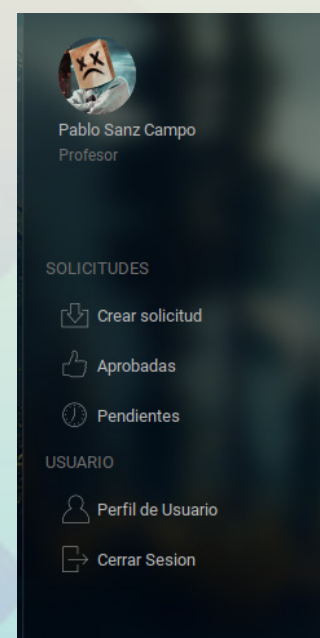 Pablo Sanz Campo
Profesor
SOLICITUDES
Crear solicitud
Aprobadas
Pendientes
USUARIO
Perfil de Usuario
Cerrar Sesion